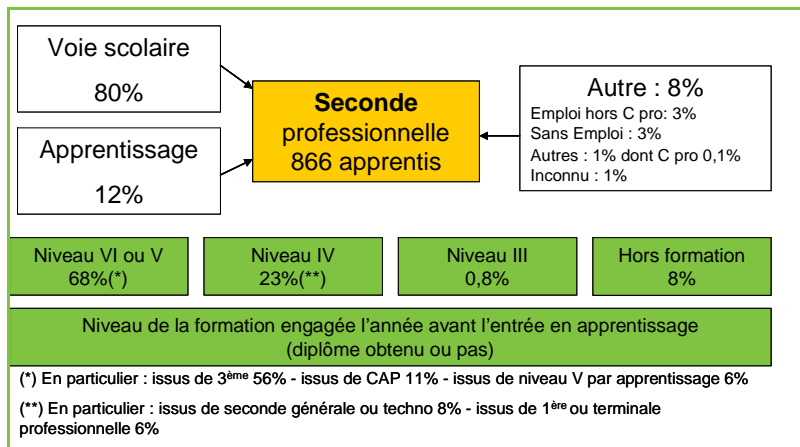 Voie scolaire
80%
Apprentissage
12%
Seconde
professionnelle
866 apprentis
Autre : 8%
Emploi hors C pro: 3%
Sans Emploi : 3%
Autres : 1% dont C pro 0,1%
Inconnu : 1%
Niveau VI ou V
68%(*)
Niveau IV
23%(**)
Niveau III
0,8%
Hors formation
8%
Niveau de la formation engagée l'année avant l'entrée en apprentissage
(diplôme obtenu ou pas)
(*) En particulier : issus de 3ème 56% - issus de CAP 11% - issus de niveau V par apprentissage 6%
(**) En particulier : issus de seconde générale ou techno 8% - issus de 1ère ou terminale
professionnelle 6%